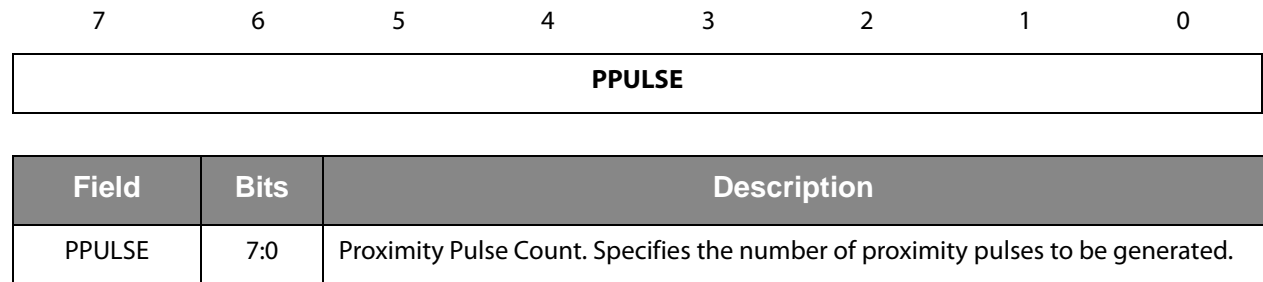 7 6 5 4 3 2 1 0
PPULSE
Field Bits Description
PPULSE 7:0 Proximity Pulse Count. Specifies the number of proximity pulses to be generated.